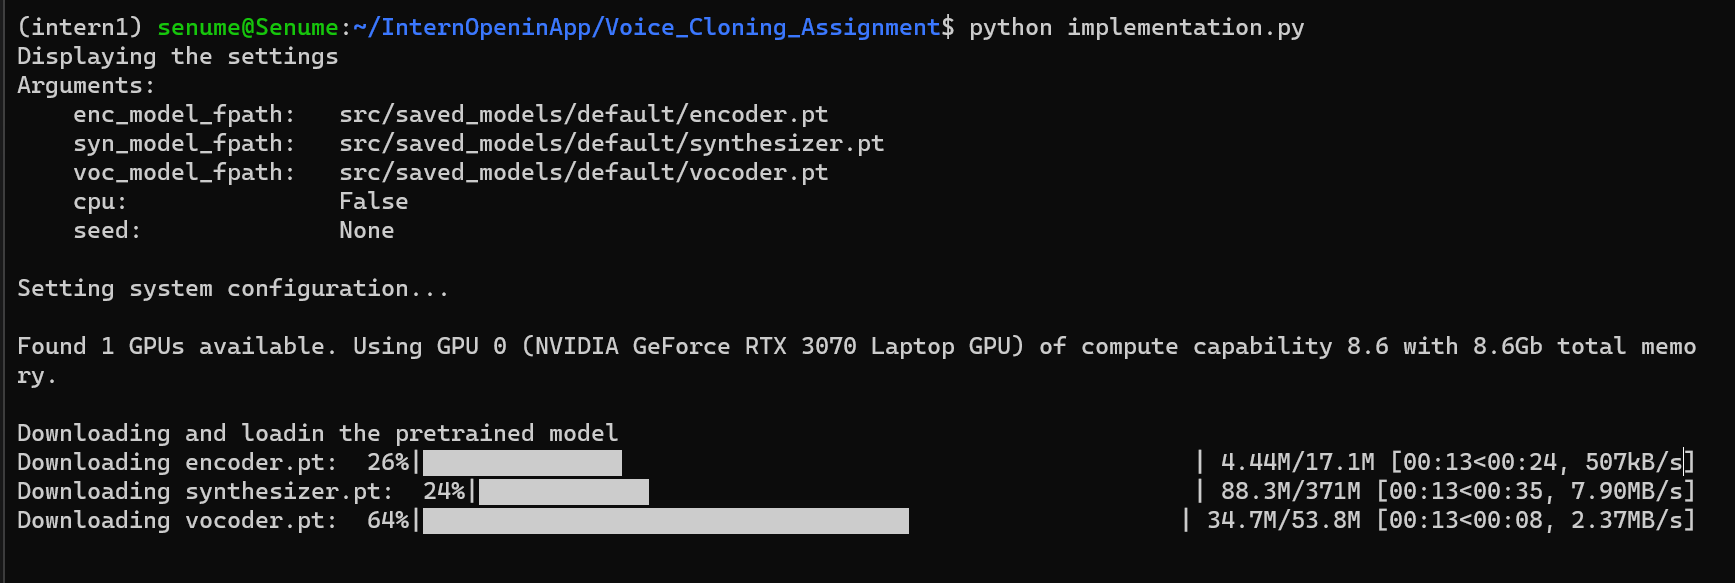 (intern1) senume@Senume:~/InternOpeninApp/Voice_Cloning_Assignment$ python implementation.py
Displaying the settings
Arguments:
    enc_model_fpath:   src/saved_models/default/encoder.pt
    syn_model_fpath:   src/saved_models/default/synthesizer.pt
    voc_model_fpath:   src/saved_models/default/vocoder.pt
    cpu:               False
    seed:              None

Setting system configuration...

Found 1 GPUs available. Using GPU 0 (NVIDIA GeForce RTX 3070 Laptop GPU) of compute capability 8.6 with 8.6Gb total memo
ry.

Downloading and loadin the pretrained model
Downloading encoder.pt:  26%|                | 4.44M/17.1M [00:13<00:24, 507kB/s]
Downloading synthesizer.pt:  24%|                | 88.3M/371M [00:13<00:35, 7.90MB/s]
Downloading vocoder.pt:  64%|                | 34.7M/53.8M [00:13<00:08, 2.37MB/s]